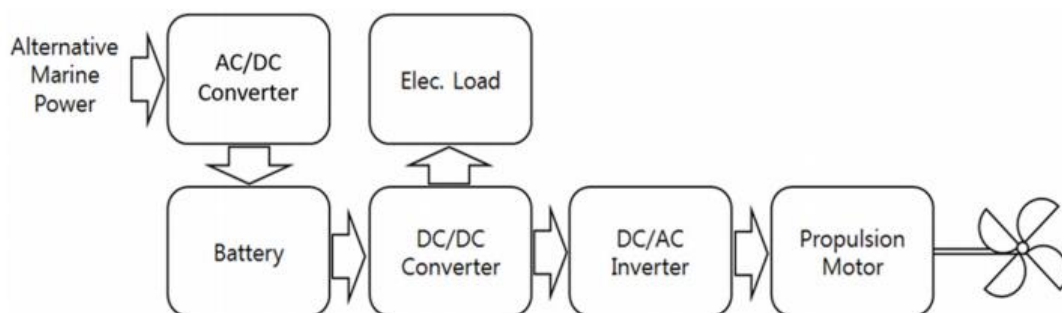 Alternative
Marine
Power
AC/DC
Converter
Elec. Load
Battery
DC/DC
Converter
DC/AC
Inverter
Propulsion
Motor